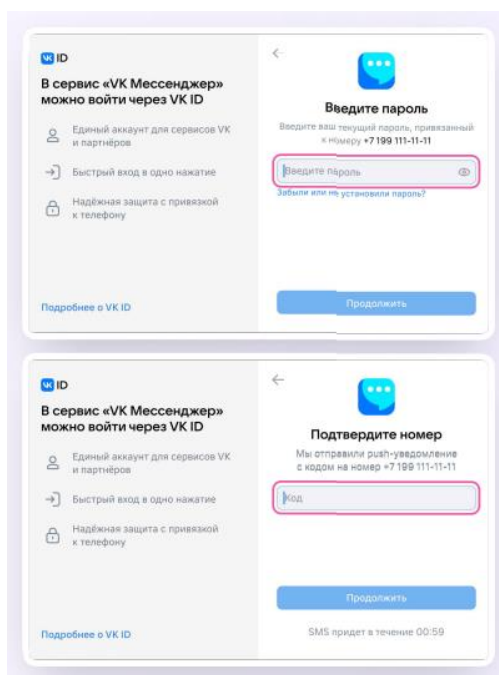 VK ID
В сервис «VK Мессенджер»
можно войти через VK ID
Единый аккаунт для сервисов VK
и партнёров
Быстрый вход в одно нажатие
Надёжная защита с привязкой
к телефону
Подробнее о VK ID
Введите пароль
Введите ваш текущий пароль, привязанный
к номеру +7 199 111-11-11
Введите пароль
Забыли или не установили пароль?
Продолжить
VK ID
В сервис «VK Мессенджер»
можно войти через VK ID
Единый аккаунт для сервисов VK
и партнёров
Быстрый вход в одно нажатие
Надёжная защита с привязкой
к телефону
Подробнее о VK ID
Подтвердите номер
Мы отправили push-уведомление
с кодом на номер +7 199 111-11-11
Код
Продолжить
SMS придет в течение 00:59